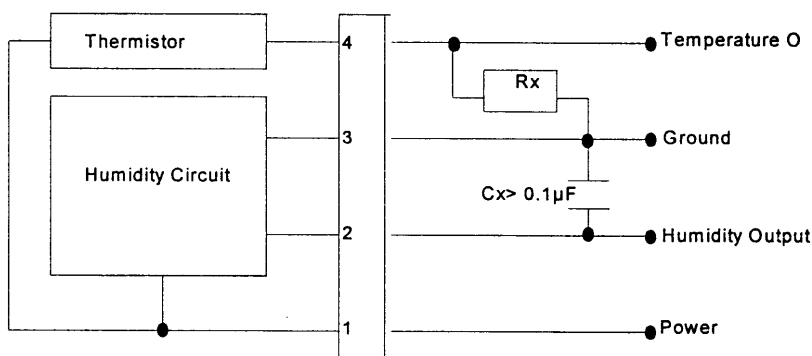 Thermistor
4
Temperature O
Rx
3
Ground
Humidity Circuit
Cx> 0.1µF
2
Humidity Output
1
Power